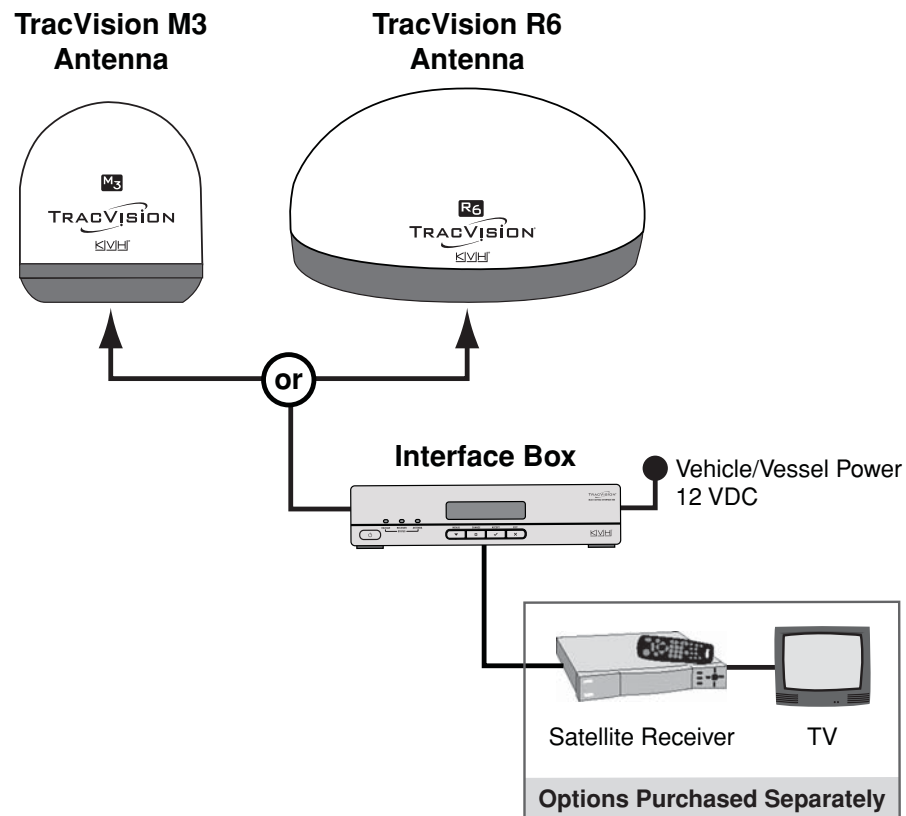 TracVision M3
Antenna
TracVision R6
Antenna
M3
TRACVISION
KVH
R6
TRACVISION
KVH
or
Interface Box
Vehicle/Vessel Power
12 VDC
TRACVISION
KVH
Satellite Receiver
TV
Options Purchased Separately